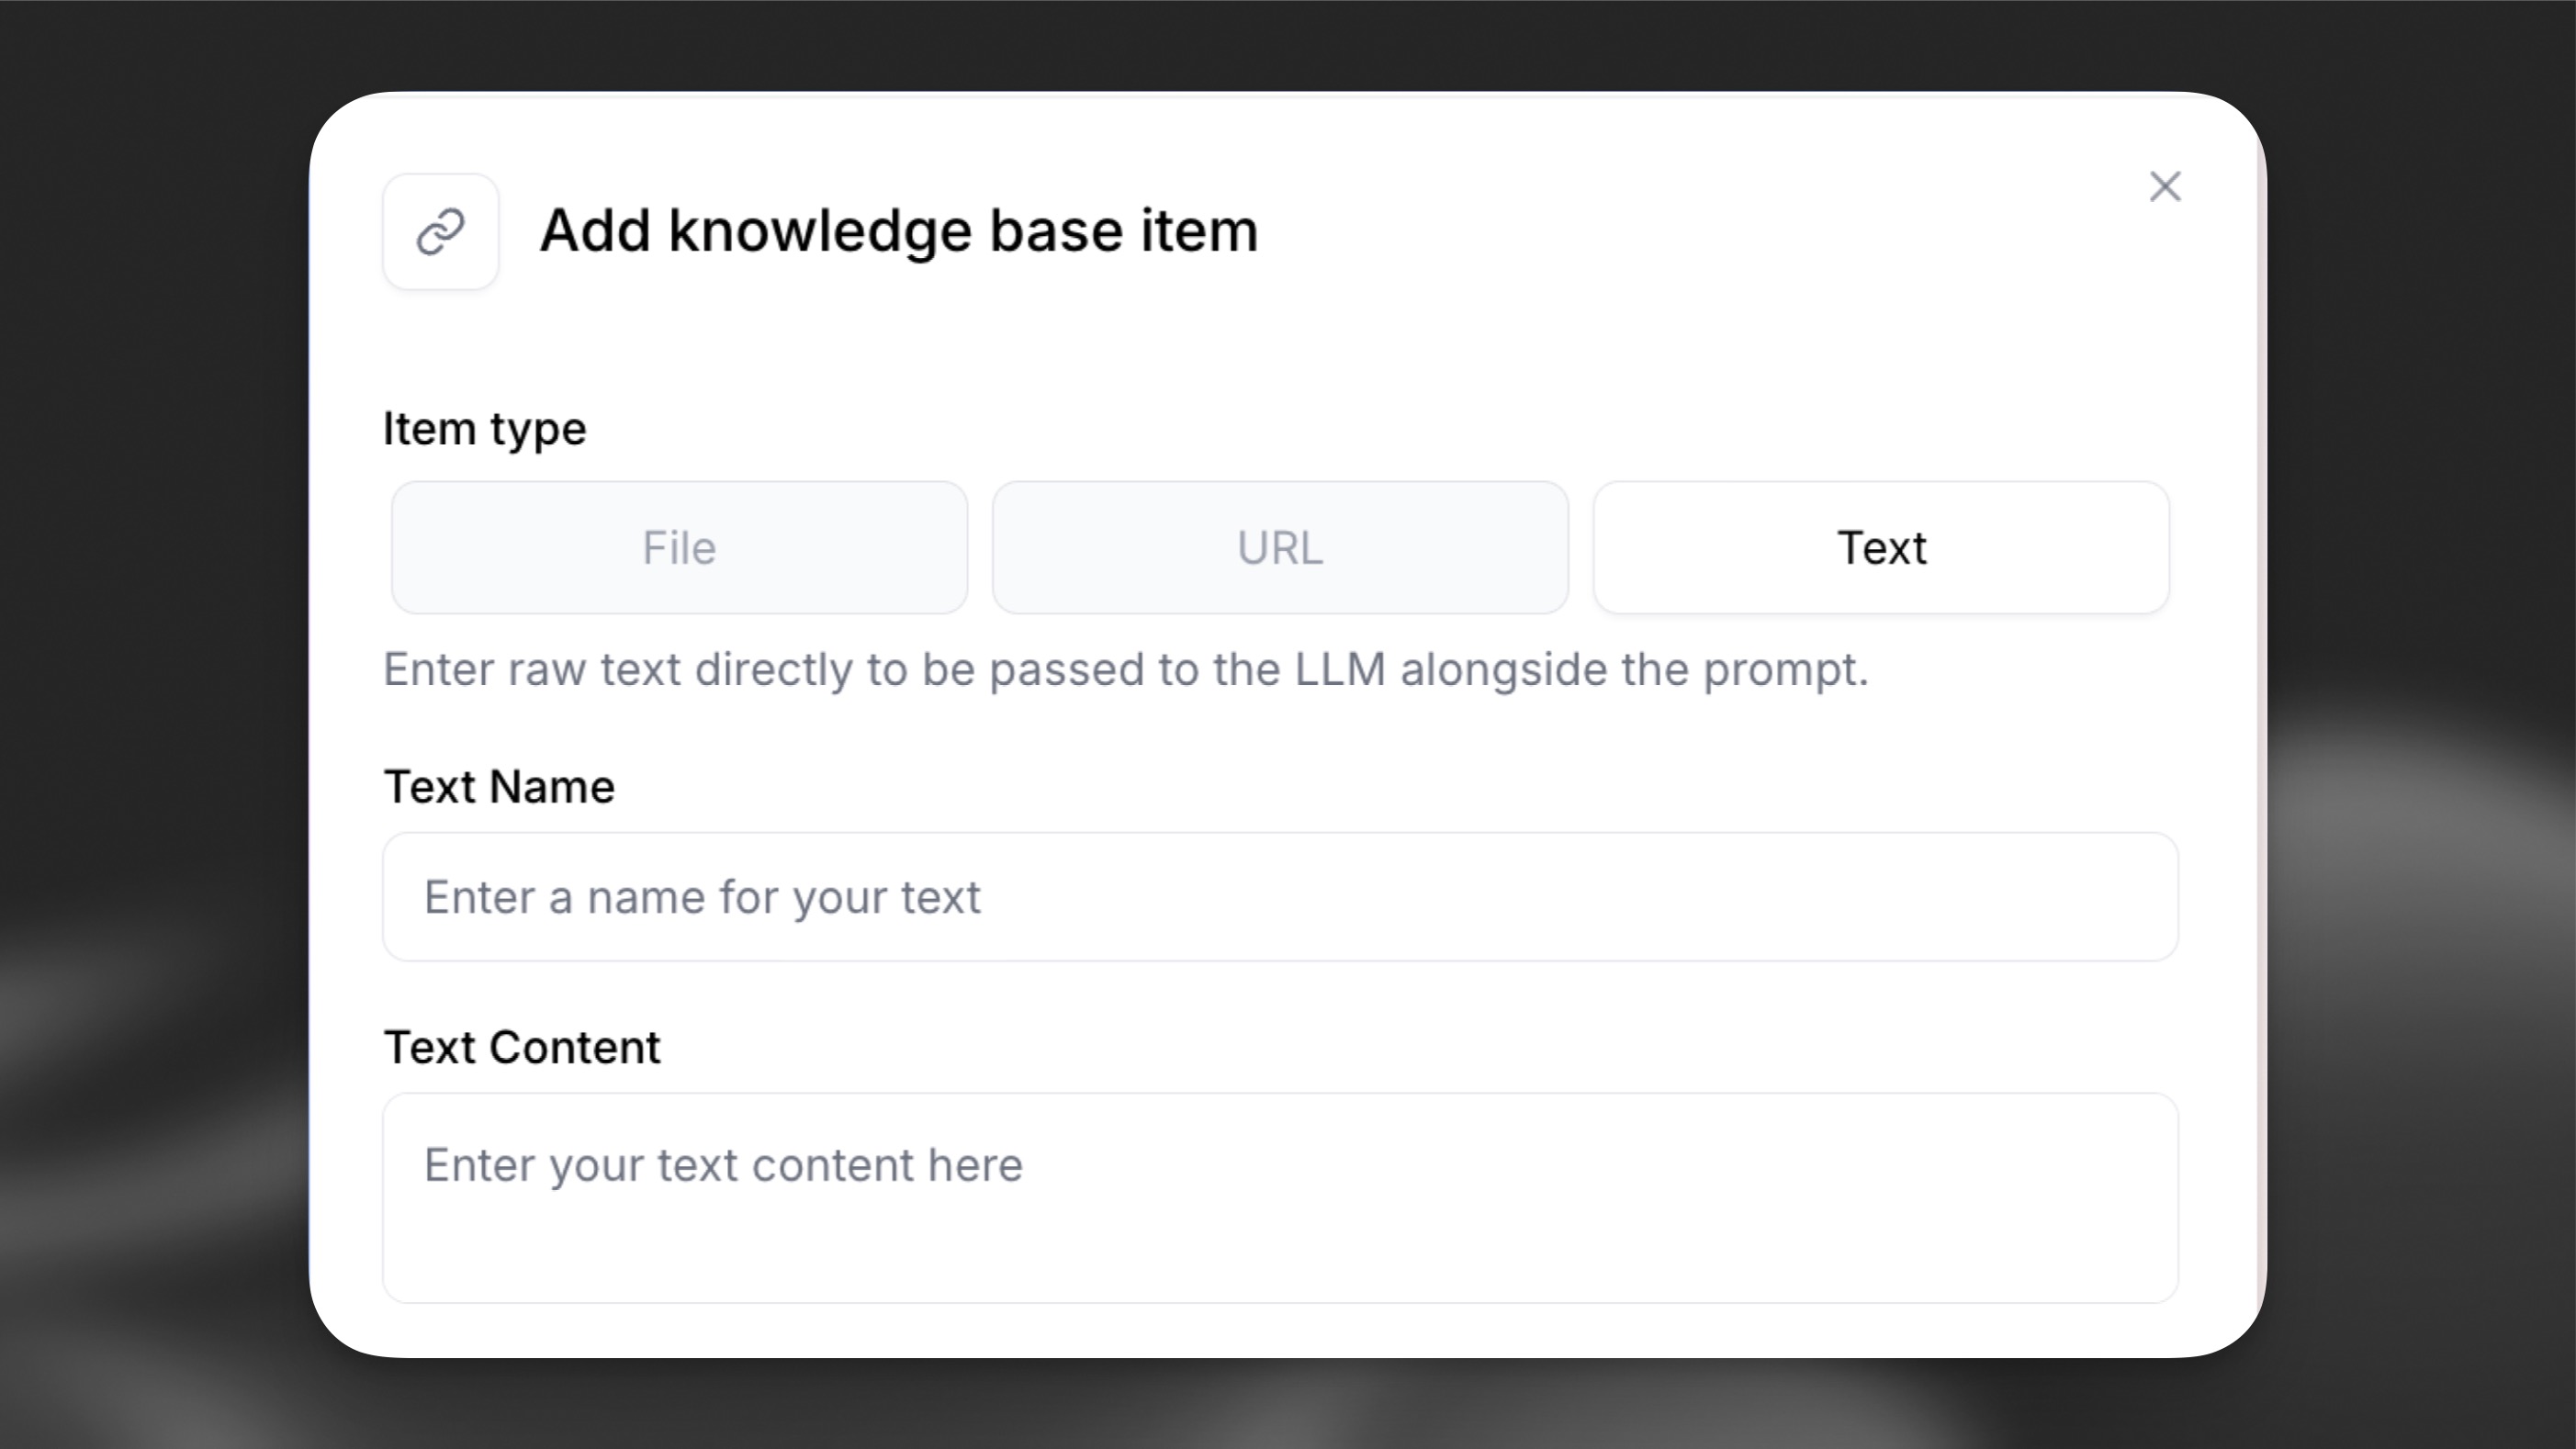 Add knowledge base item
Item type
File URL Text
Enter raw text directly to be passed to the LLM alongside the prompt.
Text Name
Enter a name for your text
Text Content
Enter your text content here